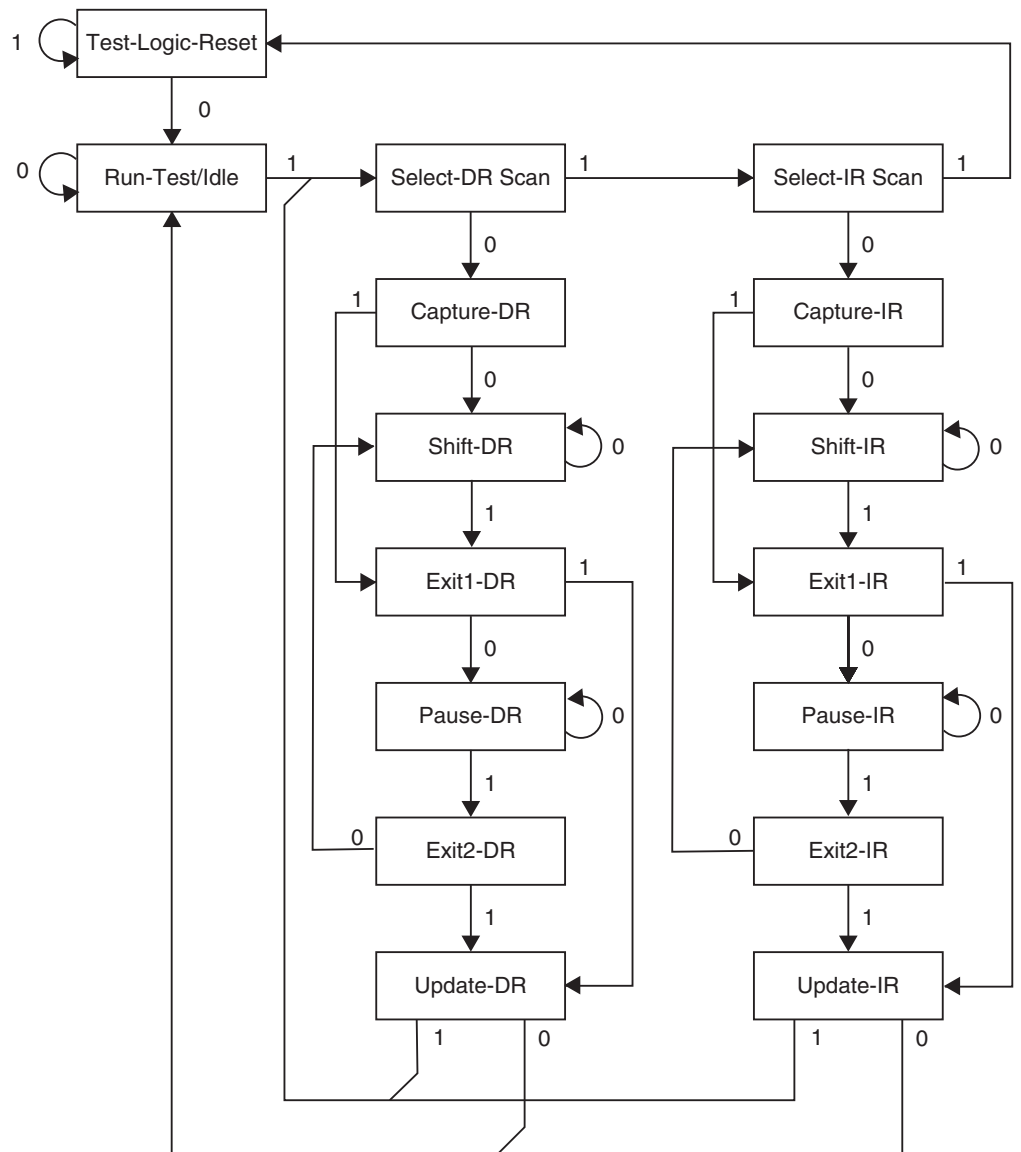 1
Test-Logic-Reset
0
0
Run-Test/Idle
1
Select-DR Scan
1
Select-IR Scan
1
0
0
1
Capture-DR
1
Capture-IR
0
0
Shift-DR
0
Shift-IR
0
1
1
Exit1-DR
1
Exit1-IR
1
0
0
Pause-DR
0
Pause-IR
0
1
1
0
Exit2-DR
0
Exit2-IR
1
1
Update-DR
Update-IR
1
0
1
0